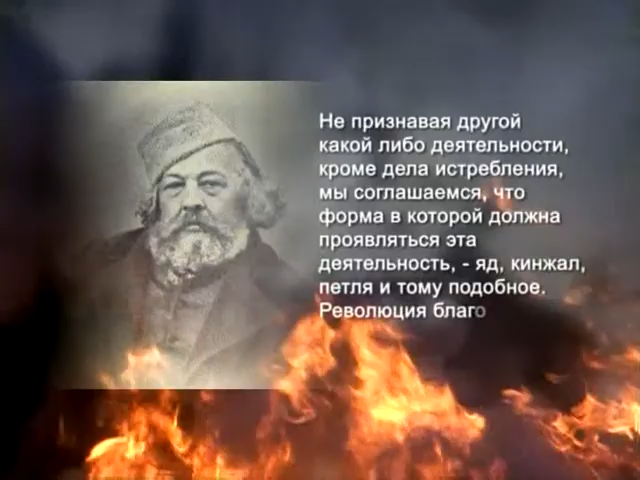 Не признавая другой
какой либо деятельности,
кроме дела истребления,
мы соглашаемся, что
форма в которой должна
проявляться эта
деятельность, - яд, кинжал,
петля и тому подобное.
Революция благо